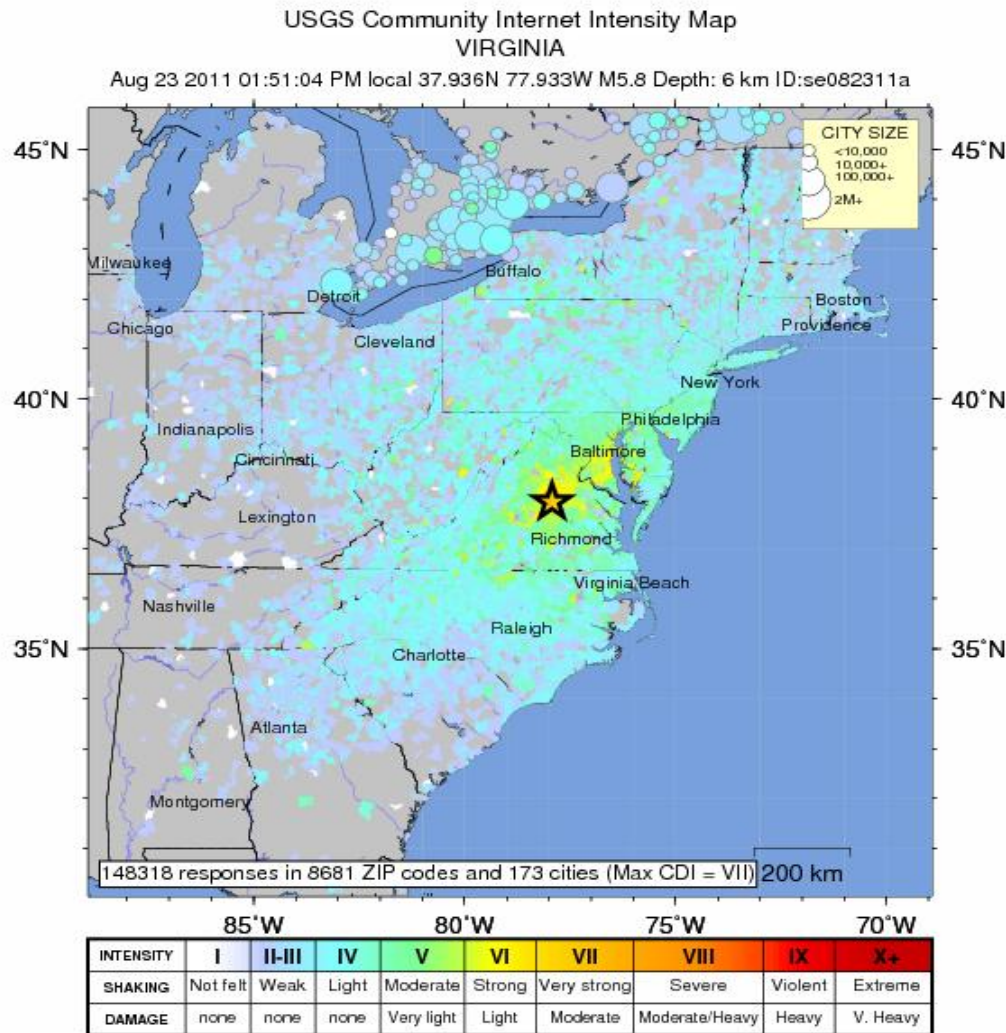 USGS Community Internet Intensity Map
VIRGINIA
Aug 23 2011 01:51:04 PM local 37.936N 77.933W M5.8 Depth: 6 km ID:se082311a
CITY SIZE
<10,000
10,000+
100,000+
2M+
45˚N
45˚N
Milwaukee
Buffalo
Detroit
Boston
Chicago
Providence
Cleveland
New York
40˚N
40˚N
Philadelphia
Indianapolis
Baltimore
Cincinnati
Lexington
Richmond
Virginia Beach
Nashville
Raleigh
35˚N
35˚N
Charlotte
Atlanta
Montgomery
148318 responses in 8681 ZIP codes and 173 cities (Max CDI = VII)
200 km
85˚W 80˚W 75˚W 70˚W
INTENSITY I II-III IV V VI VII VIII IX X+
SHAKING Not felt Weak Light Moderate Strong Very strong Severe Violent Extreme
DAMAGE none none none Very light Light Moderate Moderate/Heavy Heavy V. Heavy